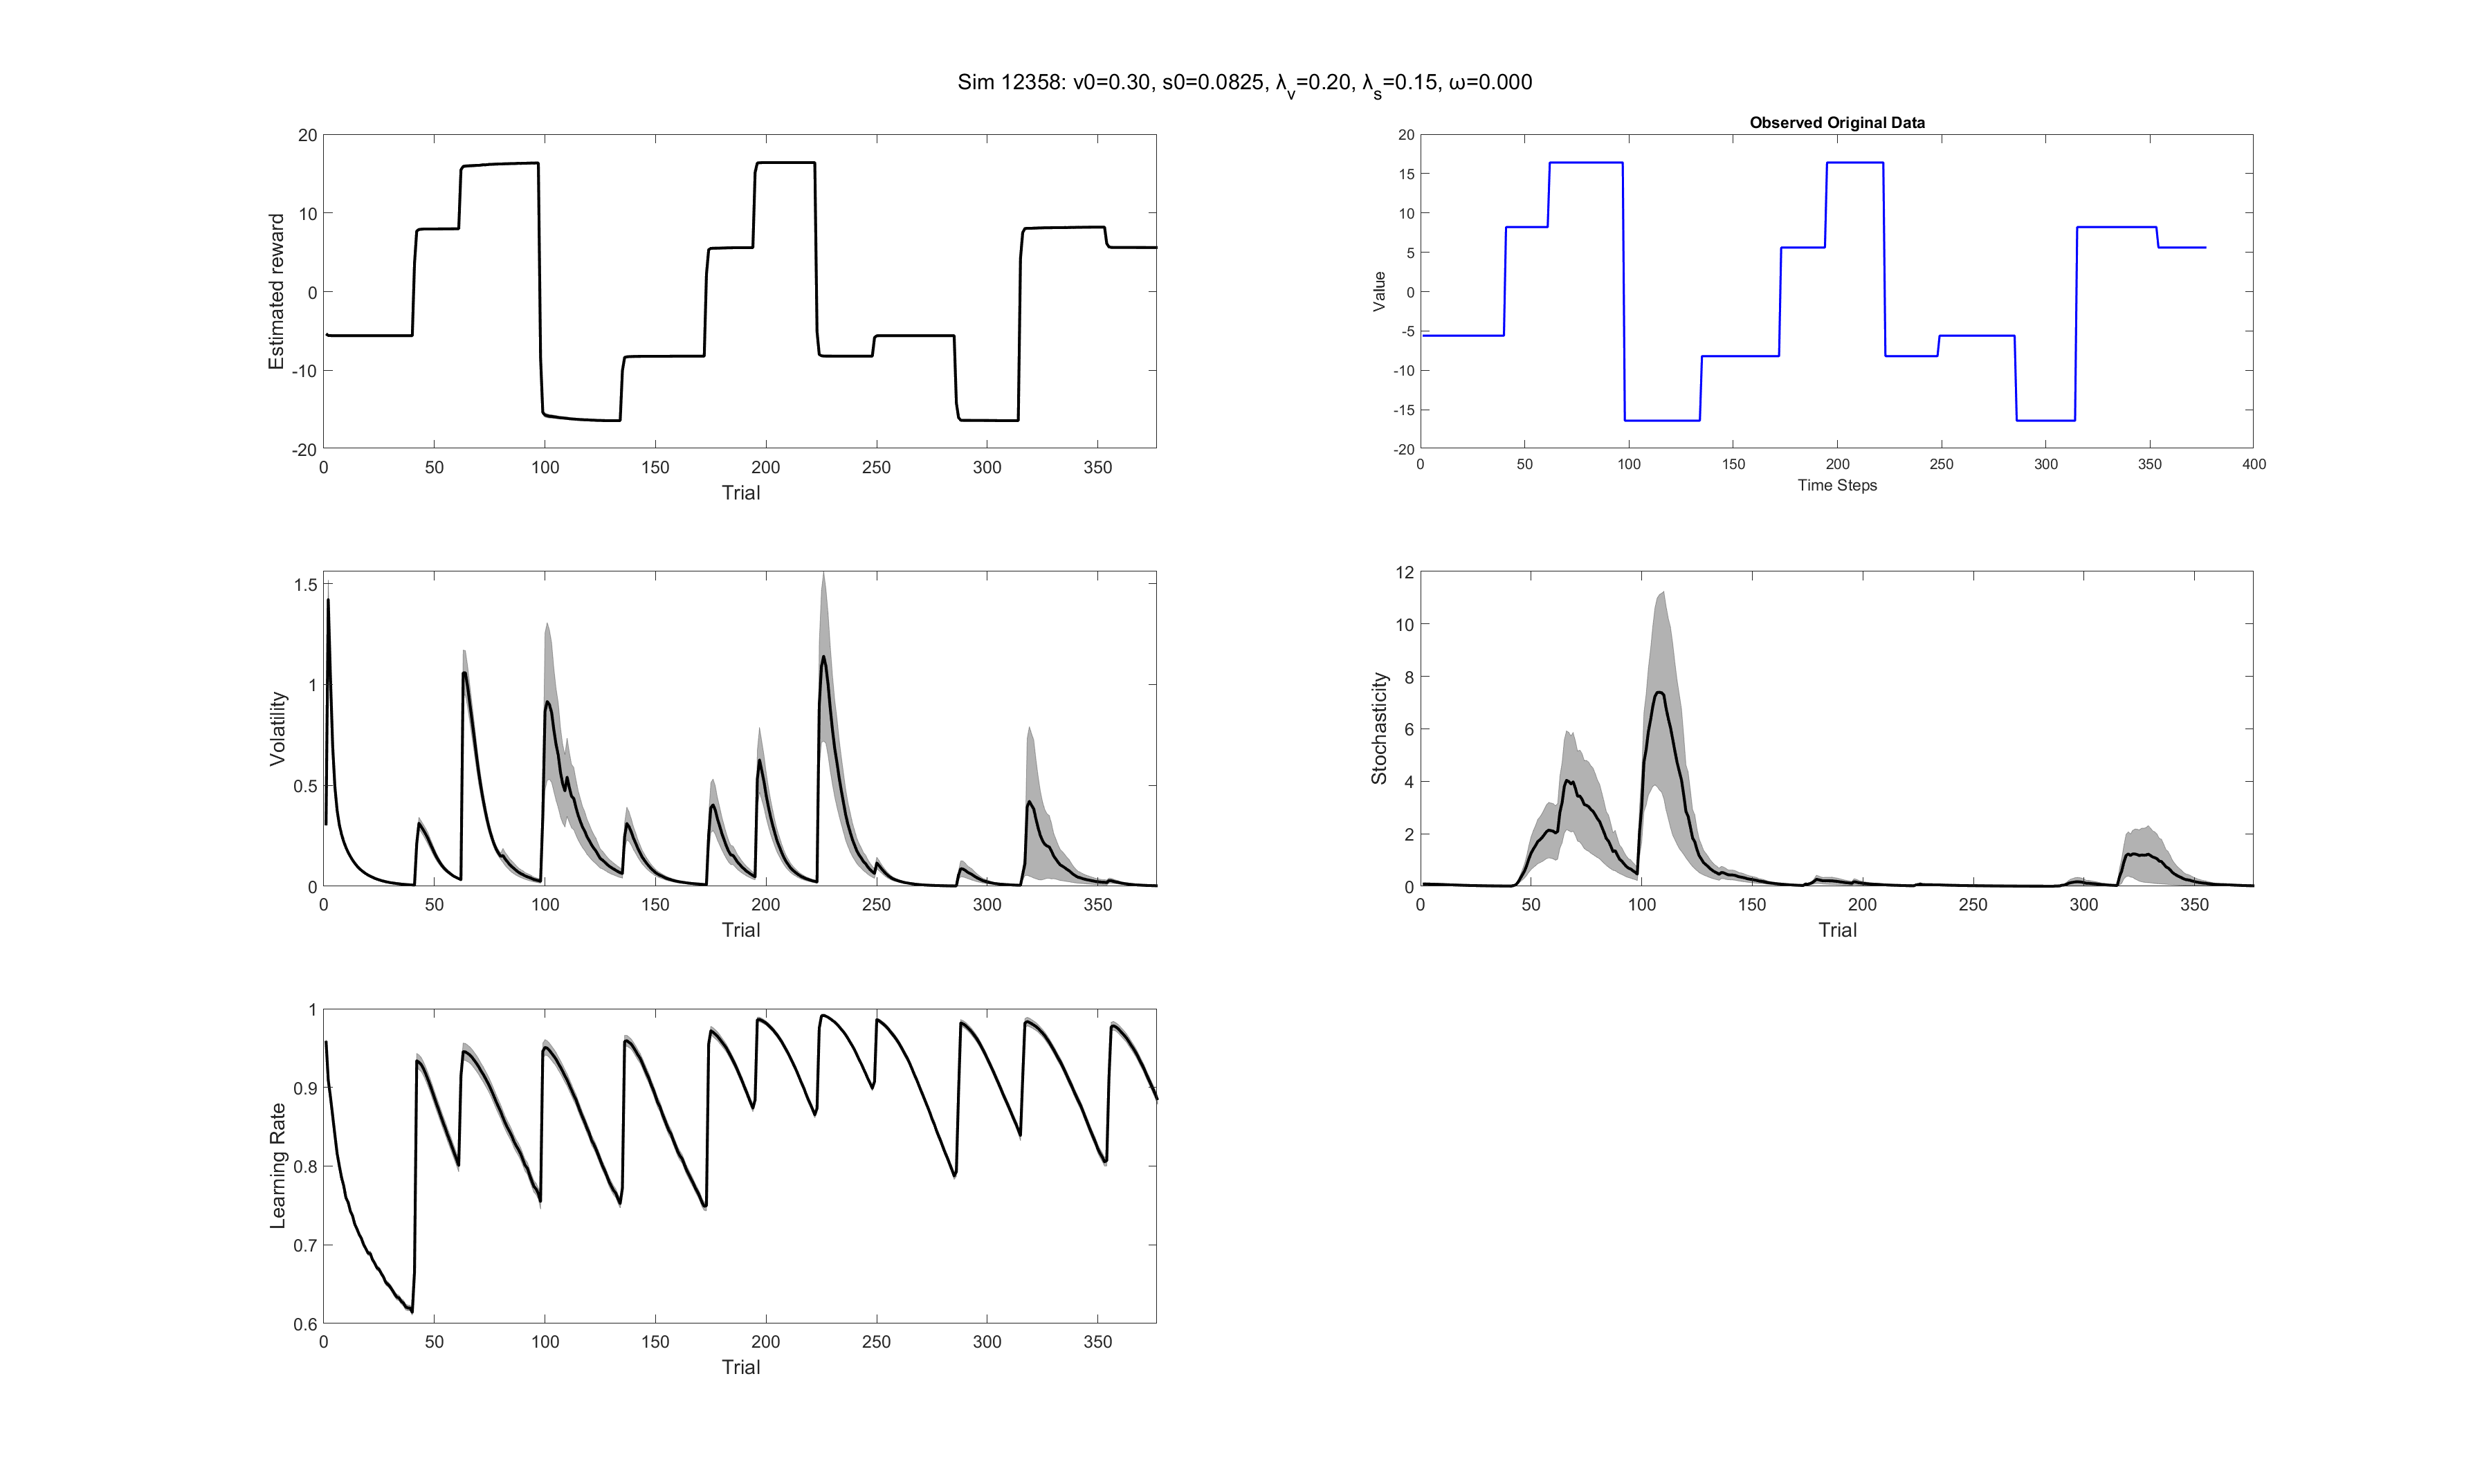 Sim 12358: v0=0.30, s0=0.0825, λv=0.20, λs=0.15, ω=0.000
Estimated reward
20
10
0
-10
-20
0 50 100 150 200 250 300 350
Trial
Observed Original Data
Value
20
15
10
5
0
-5
-10
-15
-20
0 50 100 150 200 250 300 350 400
Time Steps
Volatility
1.5
1
0.5
0
0 50 100 150 200 250 300 350
Trial
Stochasticity
12
10
8
6
4
2
0
0 50 100 150 200 250 300 350
Trial
Learning Rate
1
0.9
0.8
0.7
0.6
0 50 100 150 200 250 300 350
Trial